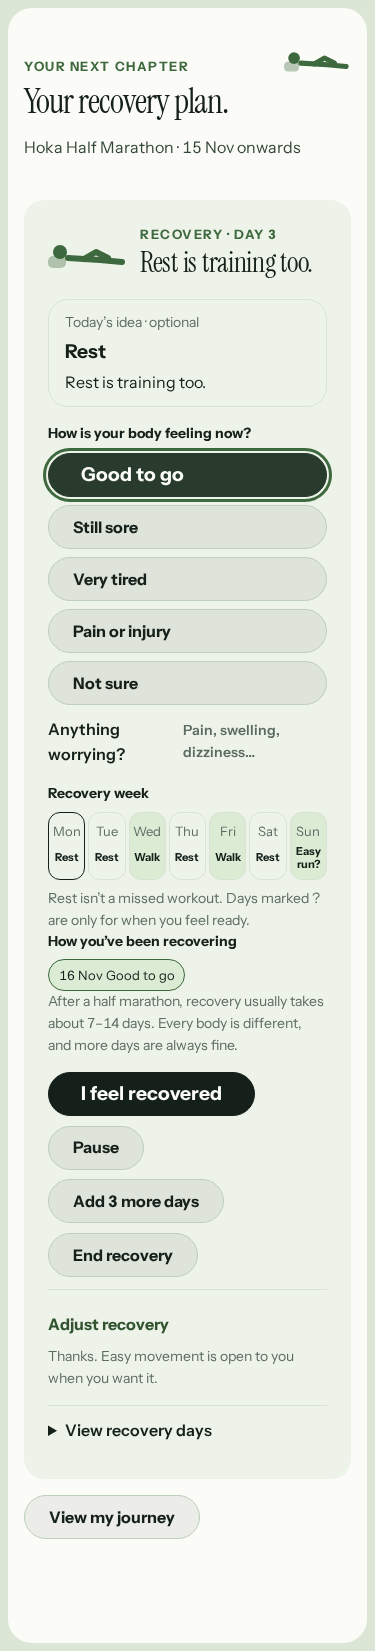 YOUR NEXT CHAPTER
Your recovery plan.
Hoka Half Marathon · 15 Nov onwards
RECOVERY · DAY 3
Rest is training too.
Today's idea · optional
Rest
Rest is training too.
How is your body feeling now?
Good to go
Still sore
Very tired
Pain or injury
Not sure
Anything worrying?
Pain, swelling, dizziness...
Recovery week
Mon Tue Wed Thu Fri Sat Sun
Rest Rest Walk Rest Walk Rest Easy run?
Rest isn't a missed workout. Days marked ?
are only for when you feel ready.
How you've been recovering
16 Nov Good to go
After a half marathon, recovery usually takes
about 7–14 days. Every body is different,
and more days are always fine.
I feel recovered
Pause
Add 3 more days
End recovery
Adjust recovery
Thanks. Easy movement is open to you
when you want it.
View recovery days
View my journey